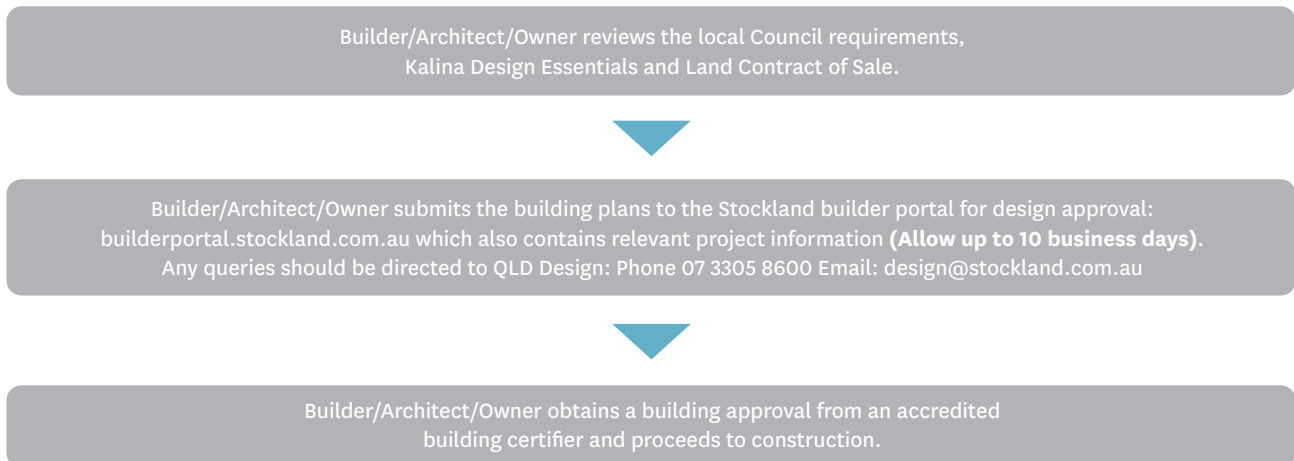 Builder/Architect/Owner reviews the local Council requirements,
Kalina Design Essentials and Land Contract of Sale.
Builder/Architect/Owner submits the building plans to the Stockland builder portal for design approval:
builderportal.stockland.com.au which also contains relevant project information (Allow up to 10 business days).
Any queries should be directed to QLD Design: Phone 07 3305 8600 Email: design@stockland.com.au
Builder/Architect/Owner obtains a building approval from an accredited
building certifier and proceeds to construction.